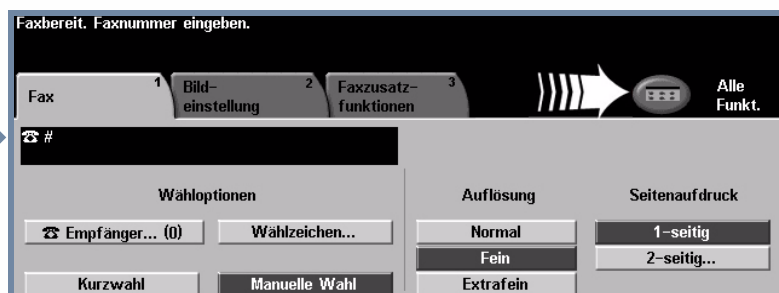 Faxbereit. Faxnummer eingeben.
Fax 1
Bild- 2
einstellung
Faxzusatz- 3
funktionen
Alle
Funkt.
☎ #
Wähloptionen
Auflösung
Seitenaufdruck
☎ Empfänger... (0)
Wählzeichen...
Normal
1-seitig
Fein
2-seitig...
Kurzwahl
Manuelle Wahl
Extrafein